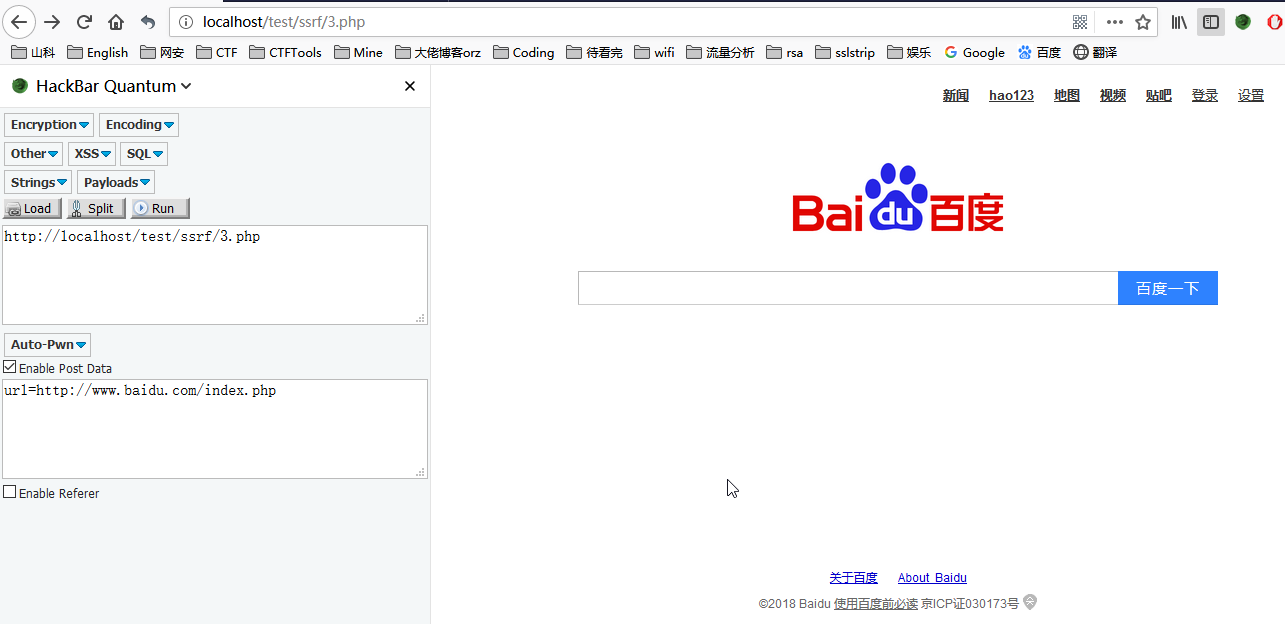 localhost/test/ssrf/3.php
山科 English 网安 CTF CTFTools Mine 大佬博客orz Coding 待看完 wifi 流量分析 rsa sslstrip 娱乐 Google 百度 翻译
HackBar Quantum
Encryption Encoding
Other XSS SQL
Strings Payloads
Load Split Run
http://localhost/test/ssrf/3.php
Auto-Pwn
Enable Post Data
url=http://www.baidu.com/index.php
Enable Referer
新闻 hao123 地图 视频 贴吧 登录 设置
Bai du 百度
百度一下
关于百度 About Baidu
©2018 Baidu 使用百度前必读 京ICP证030173号